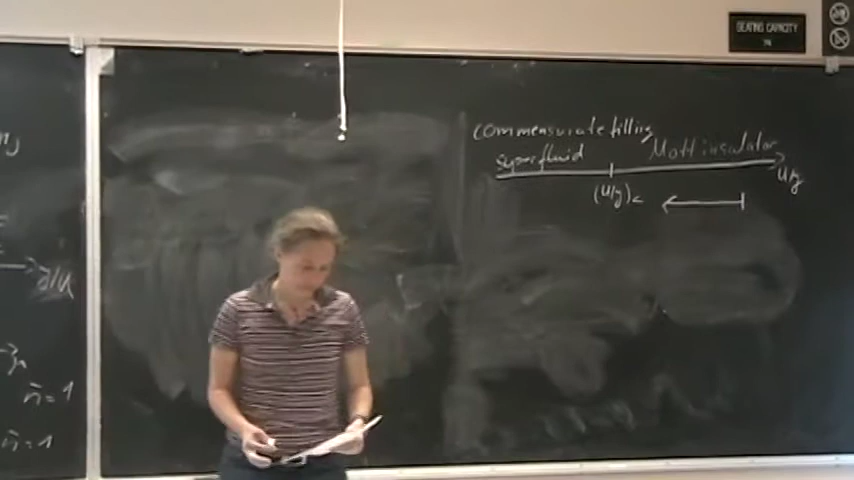 SEATING CAPACITY
commensurate filling
superfluid
Mott insulator
U/J
(U/J)c
J/U
n̄ = 1
n̄ = 1